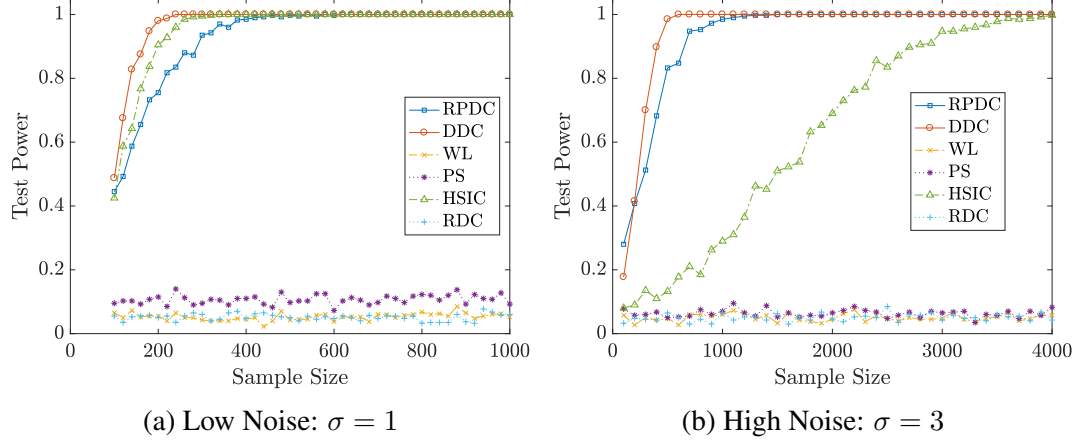 1
0.8
0.6
0.4
0.2
0
Test Power
RPDC
DDC
WL
PS
HSIC
RDC
0 200 400 600 800 1000
Sample Size
(a) Low Noise: σ = 1
1
0.8
0.6
0.4
0.2
0
Test Power
RPDC
DDC
WL
PS
HSIC
RDC
0 1000 2000 3000 4000
Sample Size
(b) High Noise: σ = 3